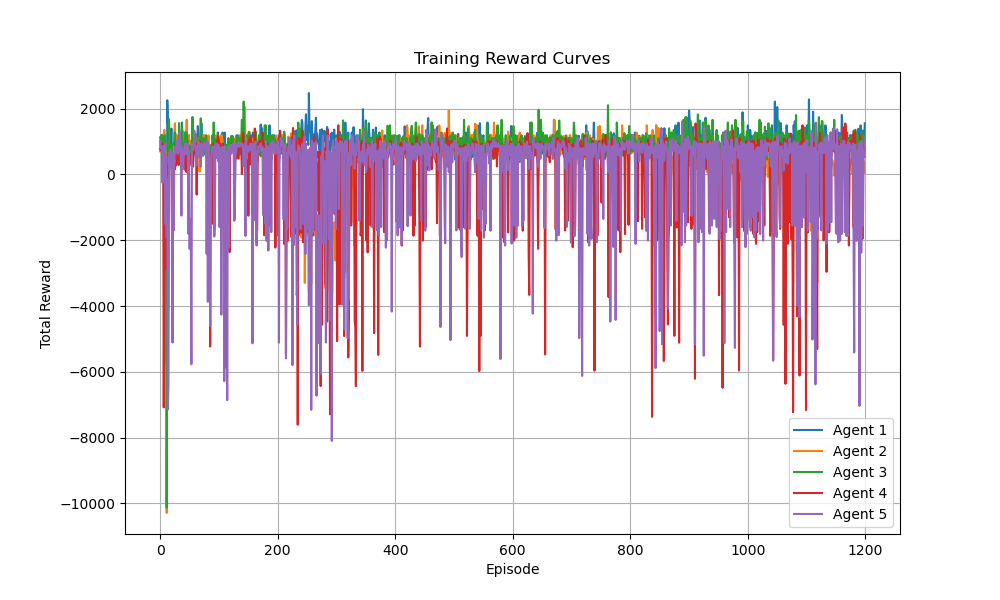 Training Reward Curves
Total Reward
2000
0
−2000
−4000
−6000
−8000
−10000
0
200
400
600
800
1000
1200
Episode
Agent 1
Agent 2
Agent 3
Agent 4
Agent 5